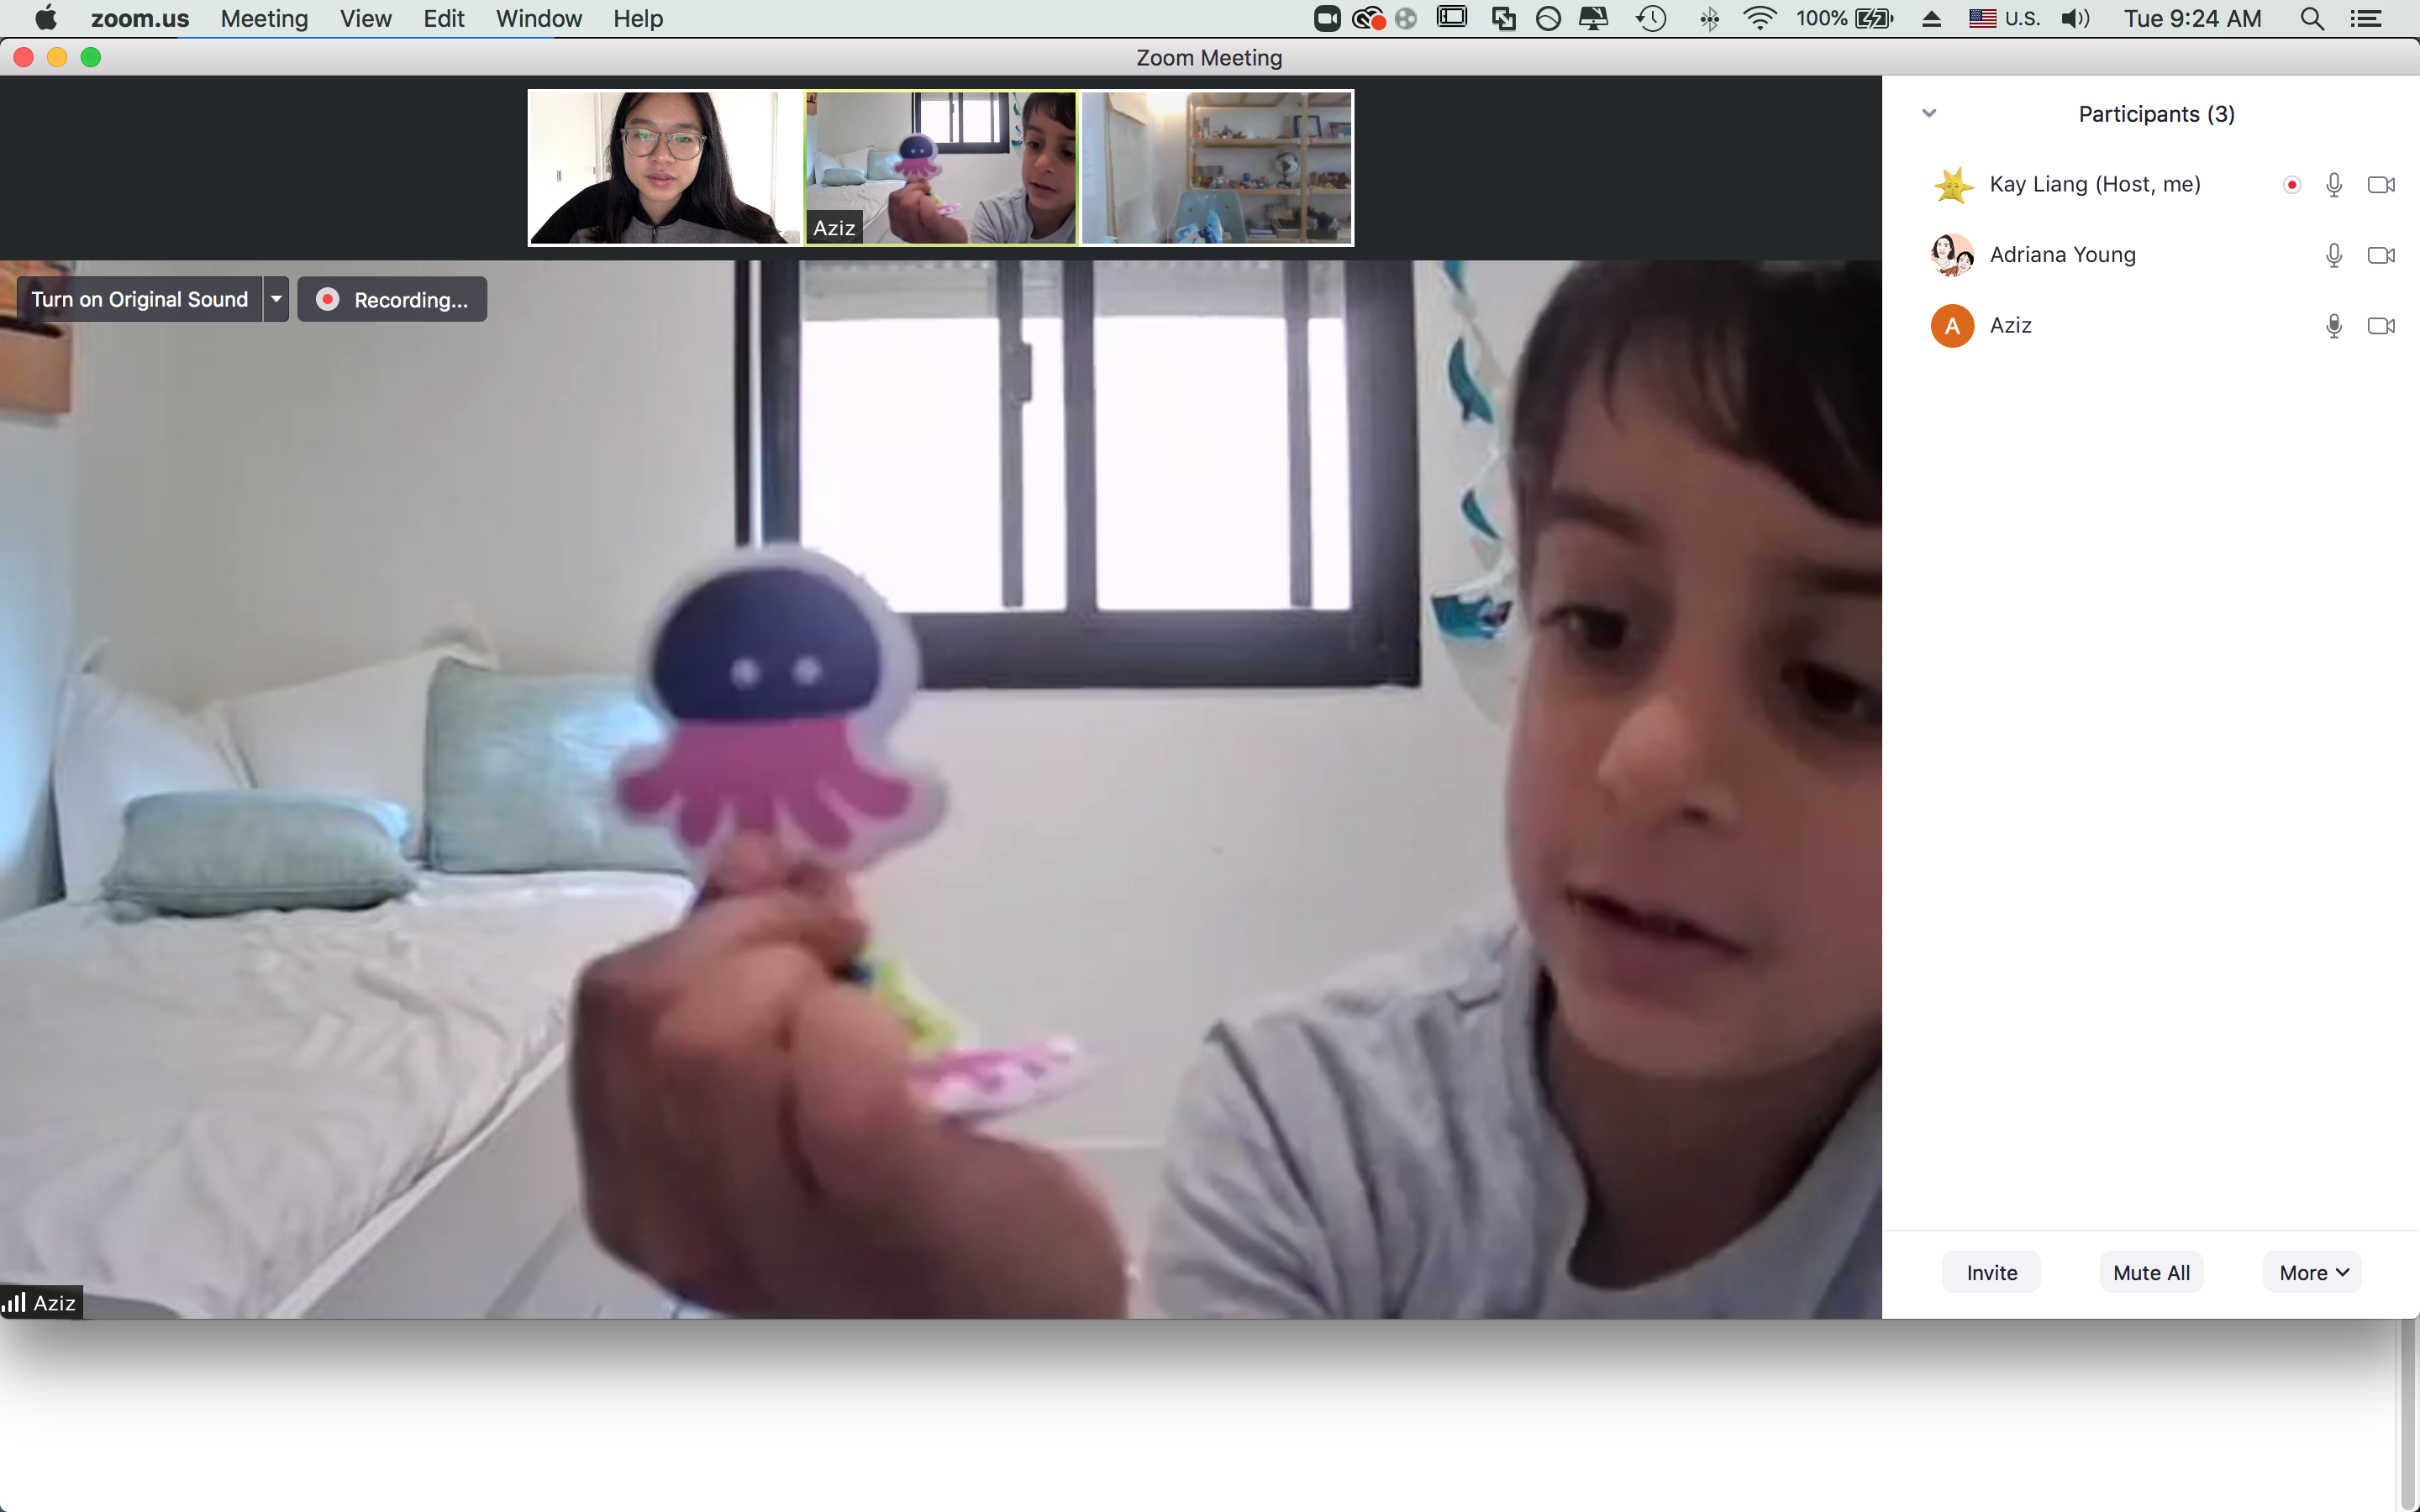 zoom.us Meeting View Edit Window Help 100% U.S. Tue 9:24 AM
Zoom Meeting
Aziz
Turn on Original Sound Recording...
Aziz
Participants (3)
Kay Liang (Host, me)
Adriana Young
A Aziz
Invite Mute All More